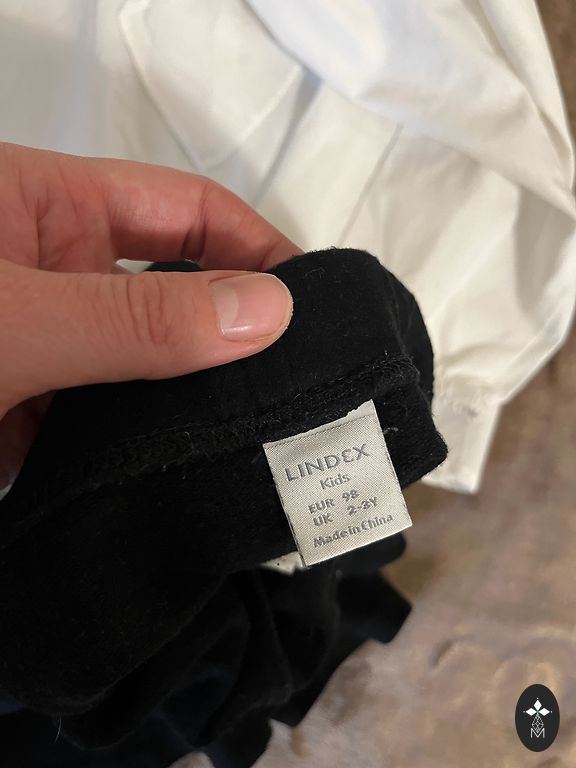 LINDEX
Kids
EUR 98
UK 2-3Y
Made in China
M